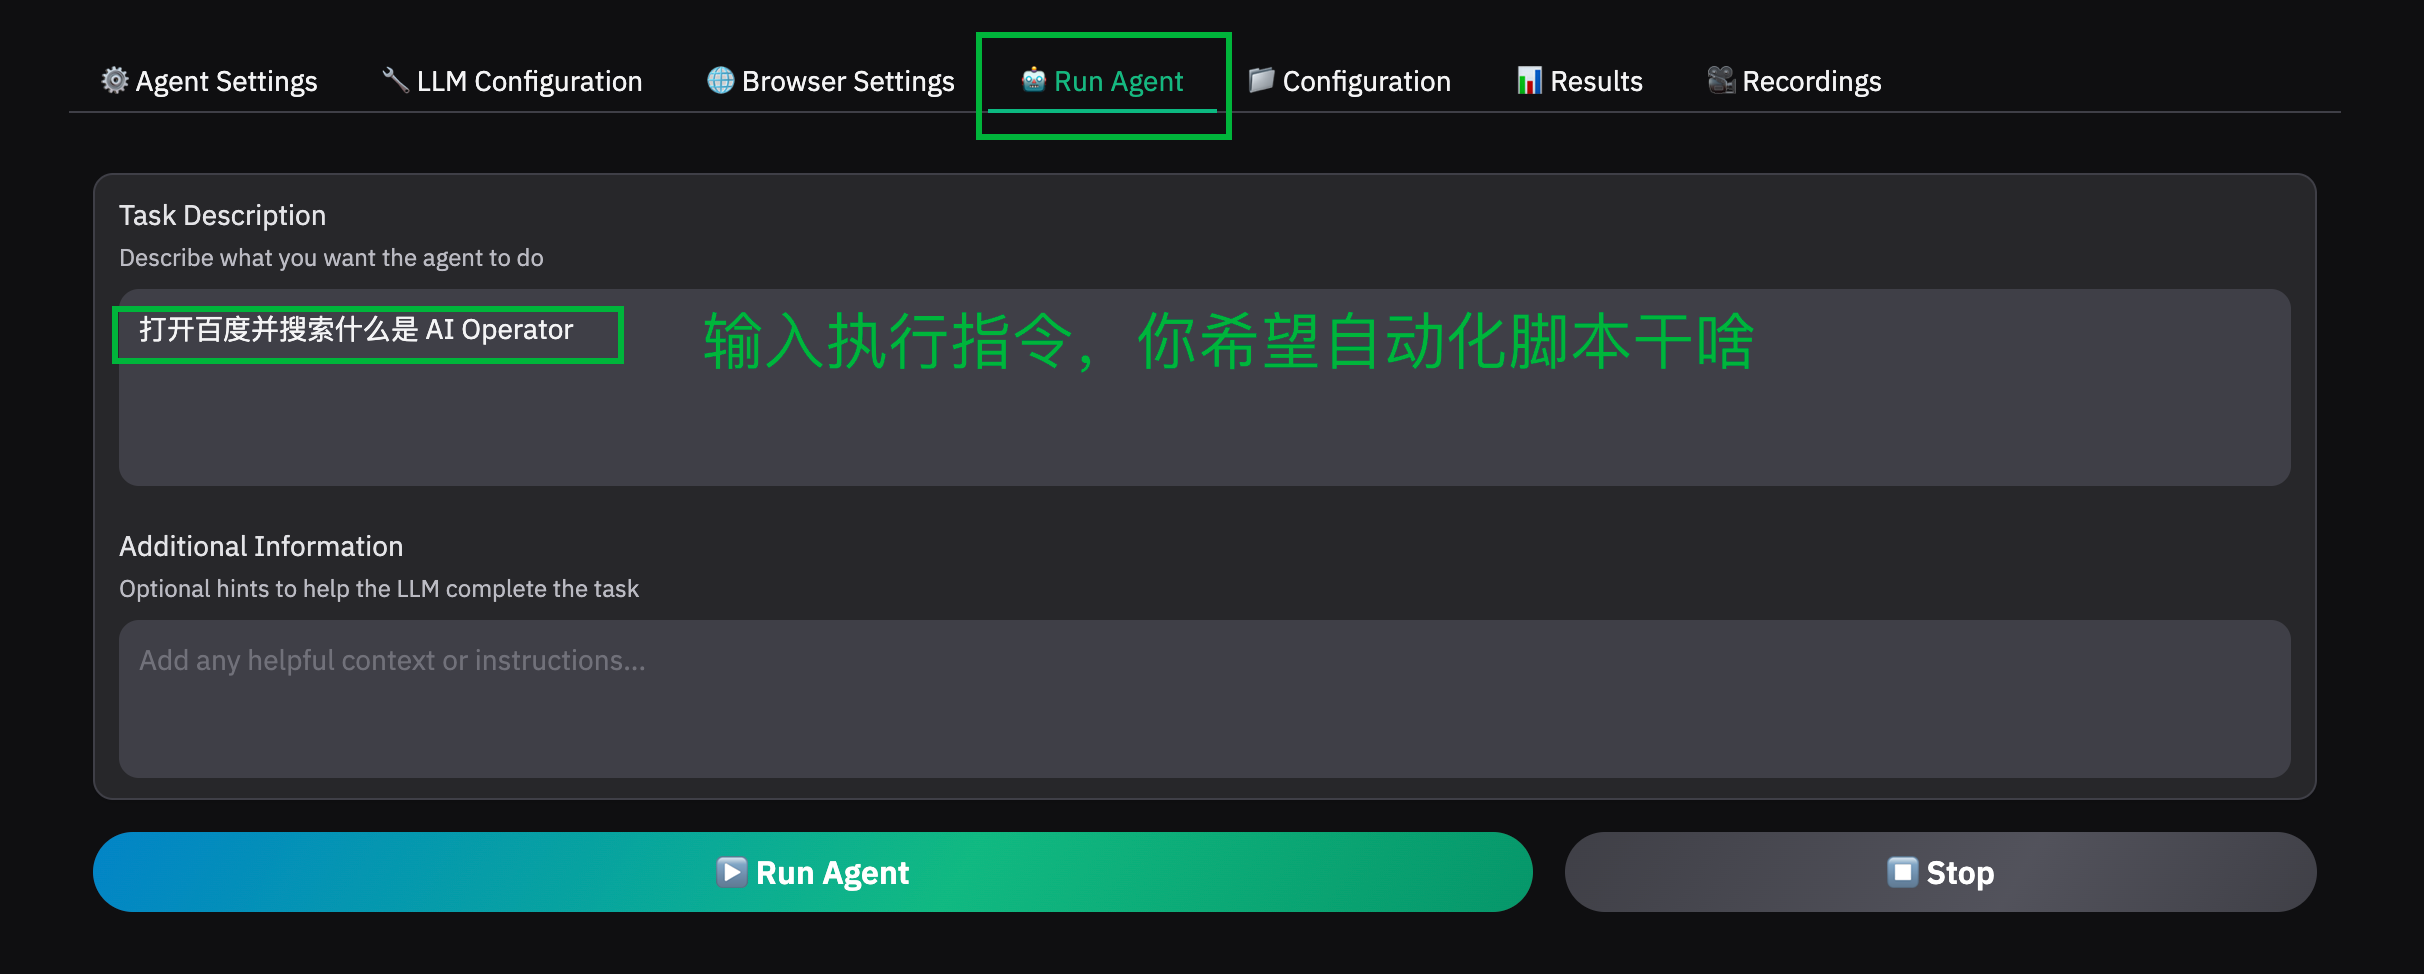 ⚙️ Agent Settings 🔧 LLM Configuration 🌐 Browser Settings 🤖 Run Agent 📁 Configuration 📊 Results 🎥 Recordings
Task Description
Describe what you want the agent to do
打开百度并搜索什么是 AI Operator
输入执行指令，你希望自动化脚本干啥
Additional Information
Optional hints to help the LLM complete the task
Add any helpful context or instructions...
▶️ Run Agent
⏹️ Stop